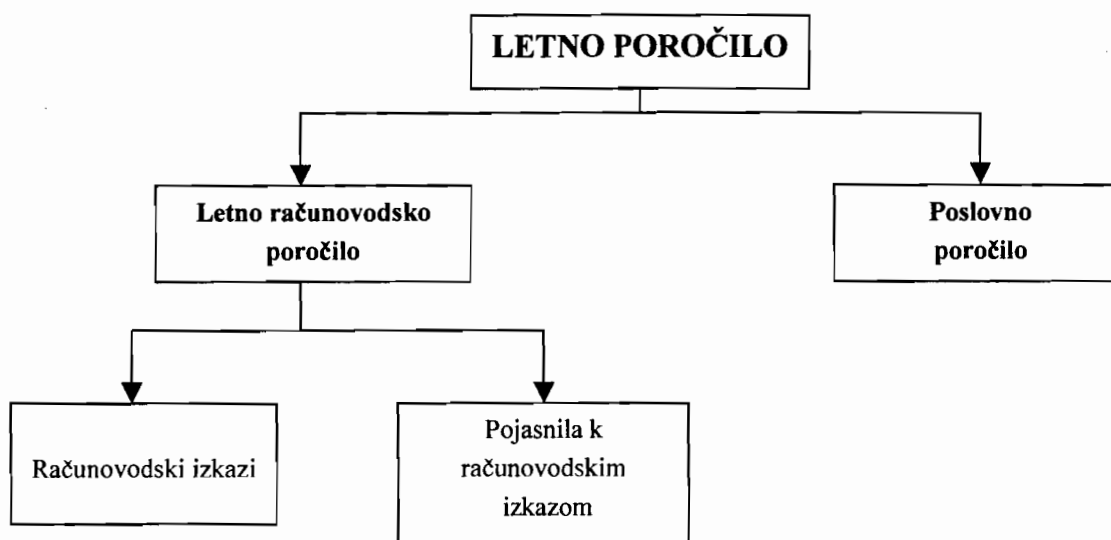 LETNO POROČILO
Letno računovodsko
poročilo
Poslovno
poročilo
Računovodski izkazi
Pojasnila k
računovodskim
izkazom